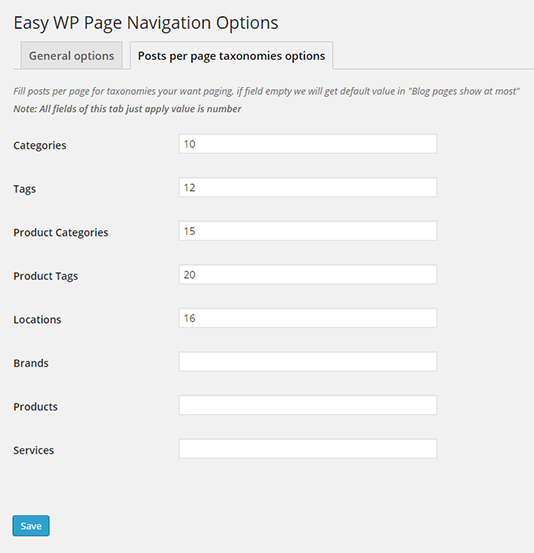 Easy WP Page Navigation Options
General options
Posts per page taxonomies options
Fill posts per page for taxonomies your want paging, if field empty we will get default value in "Blog pages show at most"
Note: All fields of this tab just apply value is number
Categories 10
Tags 12
Product Categories 15
Product Tags 20
Locations 16
Brands
Products
Services
Save